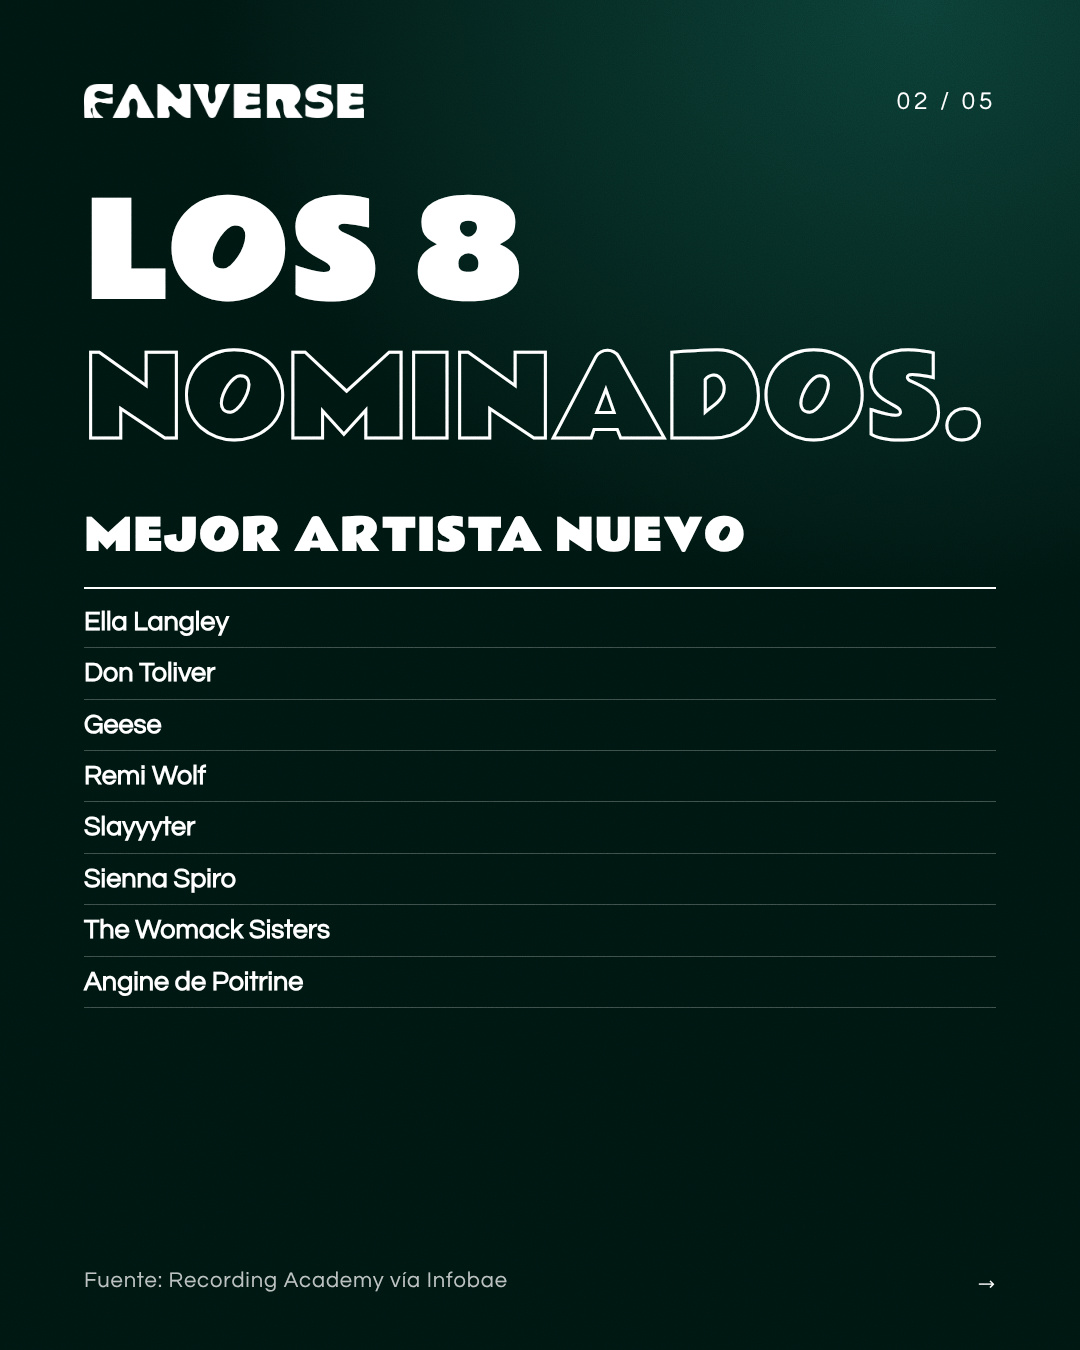 FANVERSE
02 / 05
LOS 8
NOMINADOS.
MEJOR ARTISTA NUEVO
Ella Langley
Don Toliver
Geese
Remi Wolf
Slayyyter
Sienna Spiro
The Womack Sisters
Angine de Poitrine
Fuente: Recording Academy vía Infobae
→